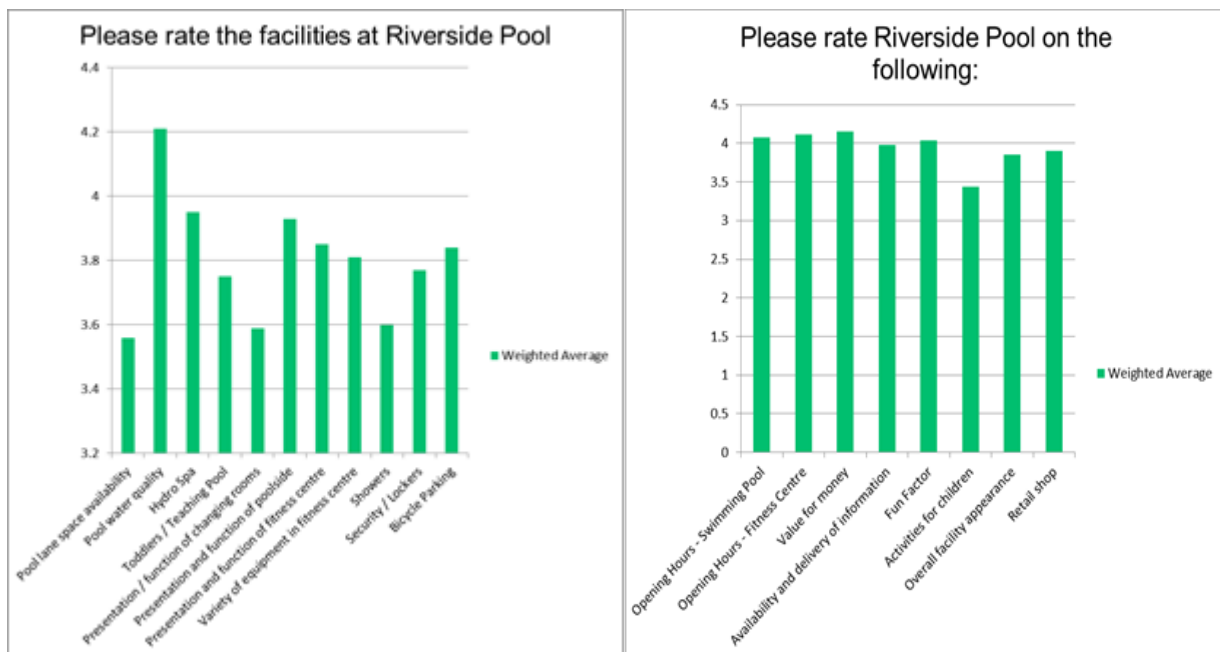 Please rate the facilities at Riverside Pool
4.4
4.2
4
3.8
3.6
3.4
3.2
Pool lane space availability
Pool water quality
Hydro Spa
Toddlers / Teaching Pool
Presentation / function of changing rooms
Presentation and function of poolside
Presentation and function of fitness centre
Variety of equipment in fitness centre
Showers
Security / Lockers
Bicycle Parking
Weighted Average
Please rate Riverside Pool on the
following:
4.5
4
3.5
3
2.5
2
1.5
1
0.5
0
Opening Hours - Swimming Pool
Opening Hours - Fitness Centre
Value for money
Availability and delivery of information
Fun Factor
Activities for children
Overall facility appearance
Retail shop
Weighted Average